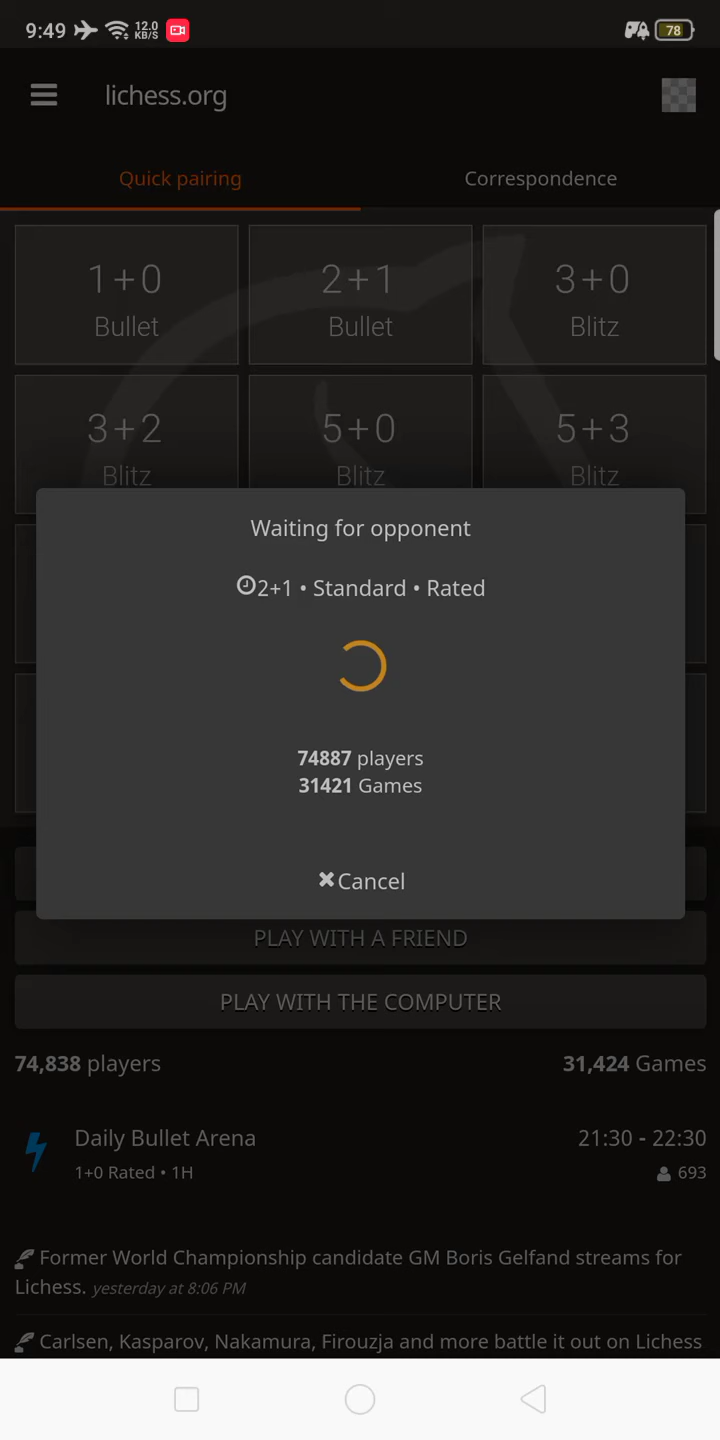 9:49 12.0 KB/S 78
lichess.org
Quick pairing Correspondence
1+0 2+1 3+0
Bullet Bullet Blitz
3+2 5+0 5+3
Blitz Blitz Blitz
Waiting for opponent
2+1 • Standard • Rated
74887 players
31421 Games
Cancel
PLAY WITH A FRIEND
PLAY WITH THE COMPUTER
74,838 players 31,424 Games
Daily Bullet Arena 21:30 - 22:30
1+0 Rated • 1H 693
Former World Championship candidate GM Boris Gelfand streams for
Lichess. yesterday at 8:06 PM
Carlsen, Kasparov, Nakamura, Firouzja and more battle it out on Lichess